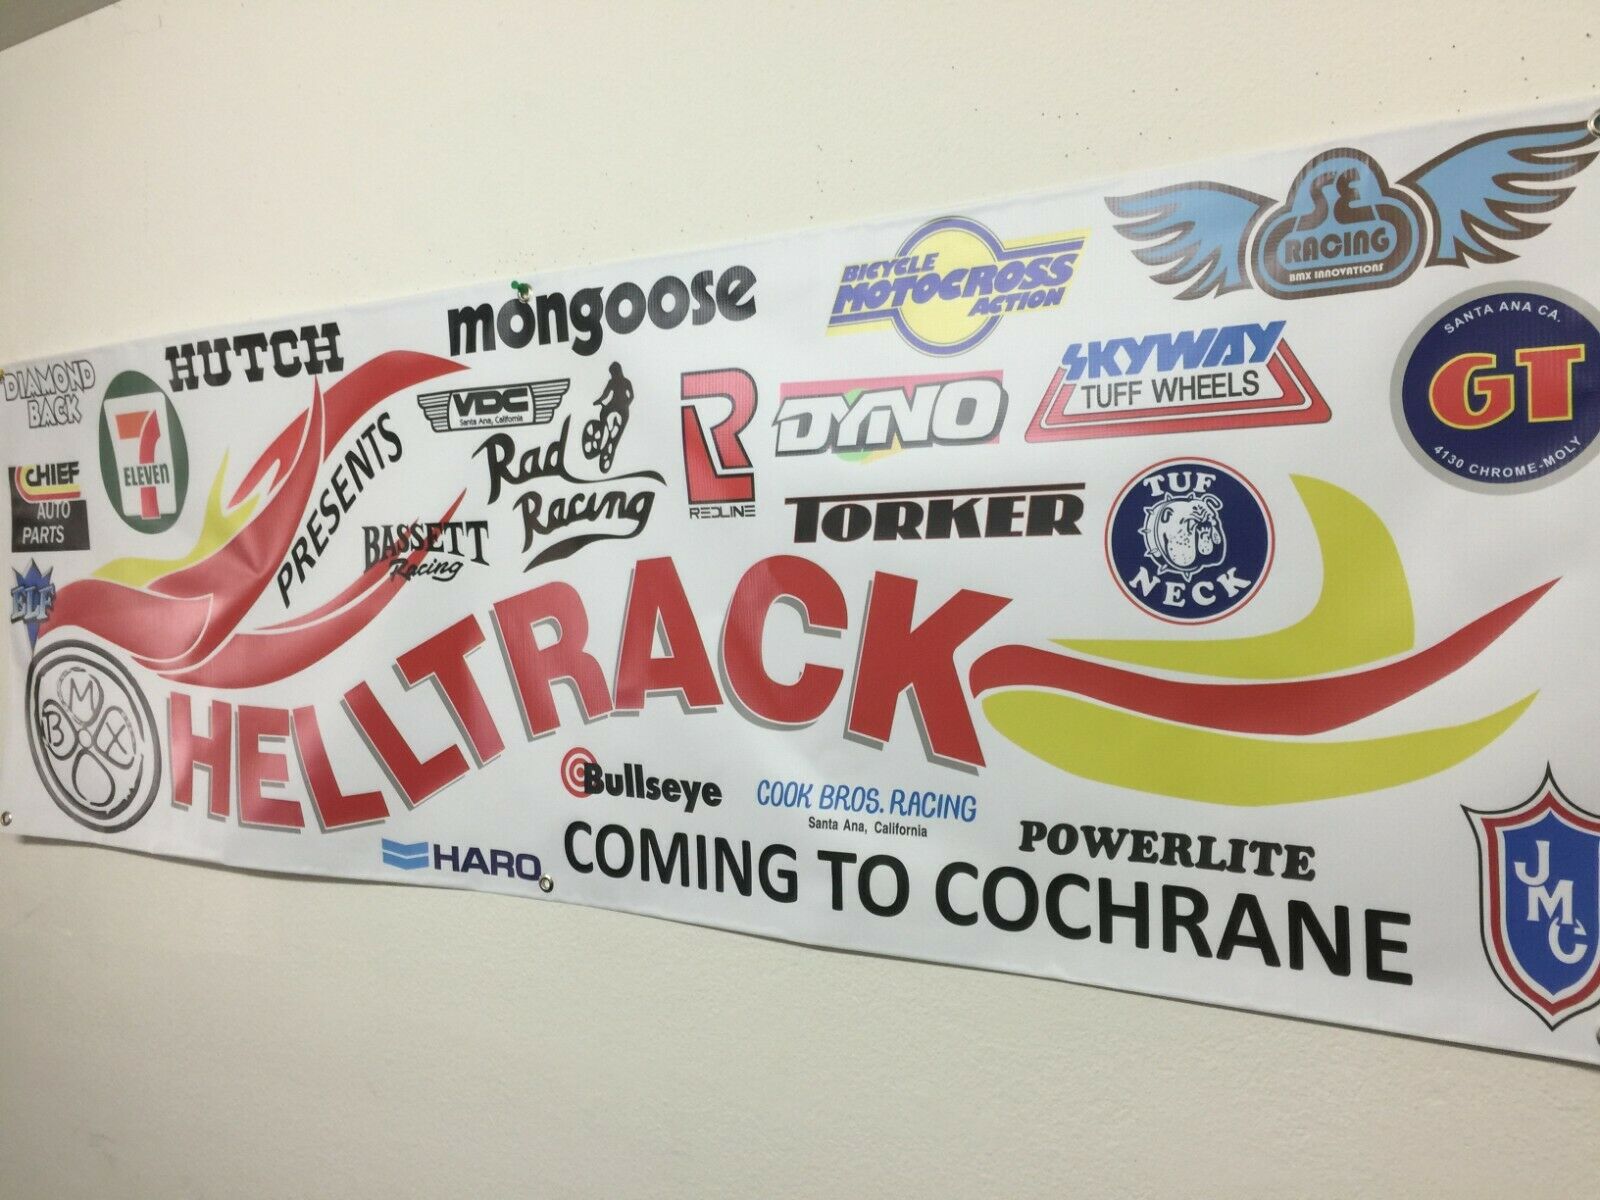 DIAMOND
BACK
7
ELEVEN
HUTCH
mongoose
BICYCLE
MOTOCROSS
ACTION
SE
RACING
BMX INNOVATIONS
CHIEF
AUTO
PARTS
PRESENTS
VDC
Santa Ana, California
Rad
Racing
R
REDLINE
DYNO
SKYWAY
TUFF WHEELS
SANTA ANA CA.
GT
4130 CHROME-MOLY
ELF
BASSETT
Racing
TORKER
TUF
NECK
BMX
HELLTRACK
Bullseye
COOK BROS. RACING
Santa Ana, California
POWERLITE
HARO
COMING TO COCHRANE
JMC